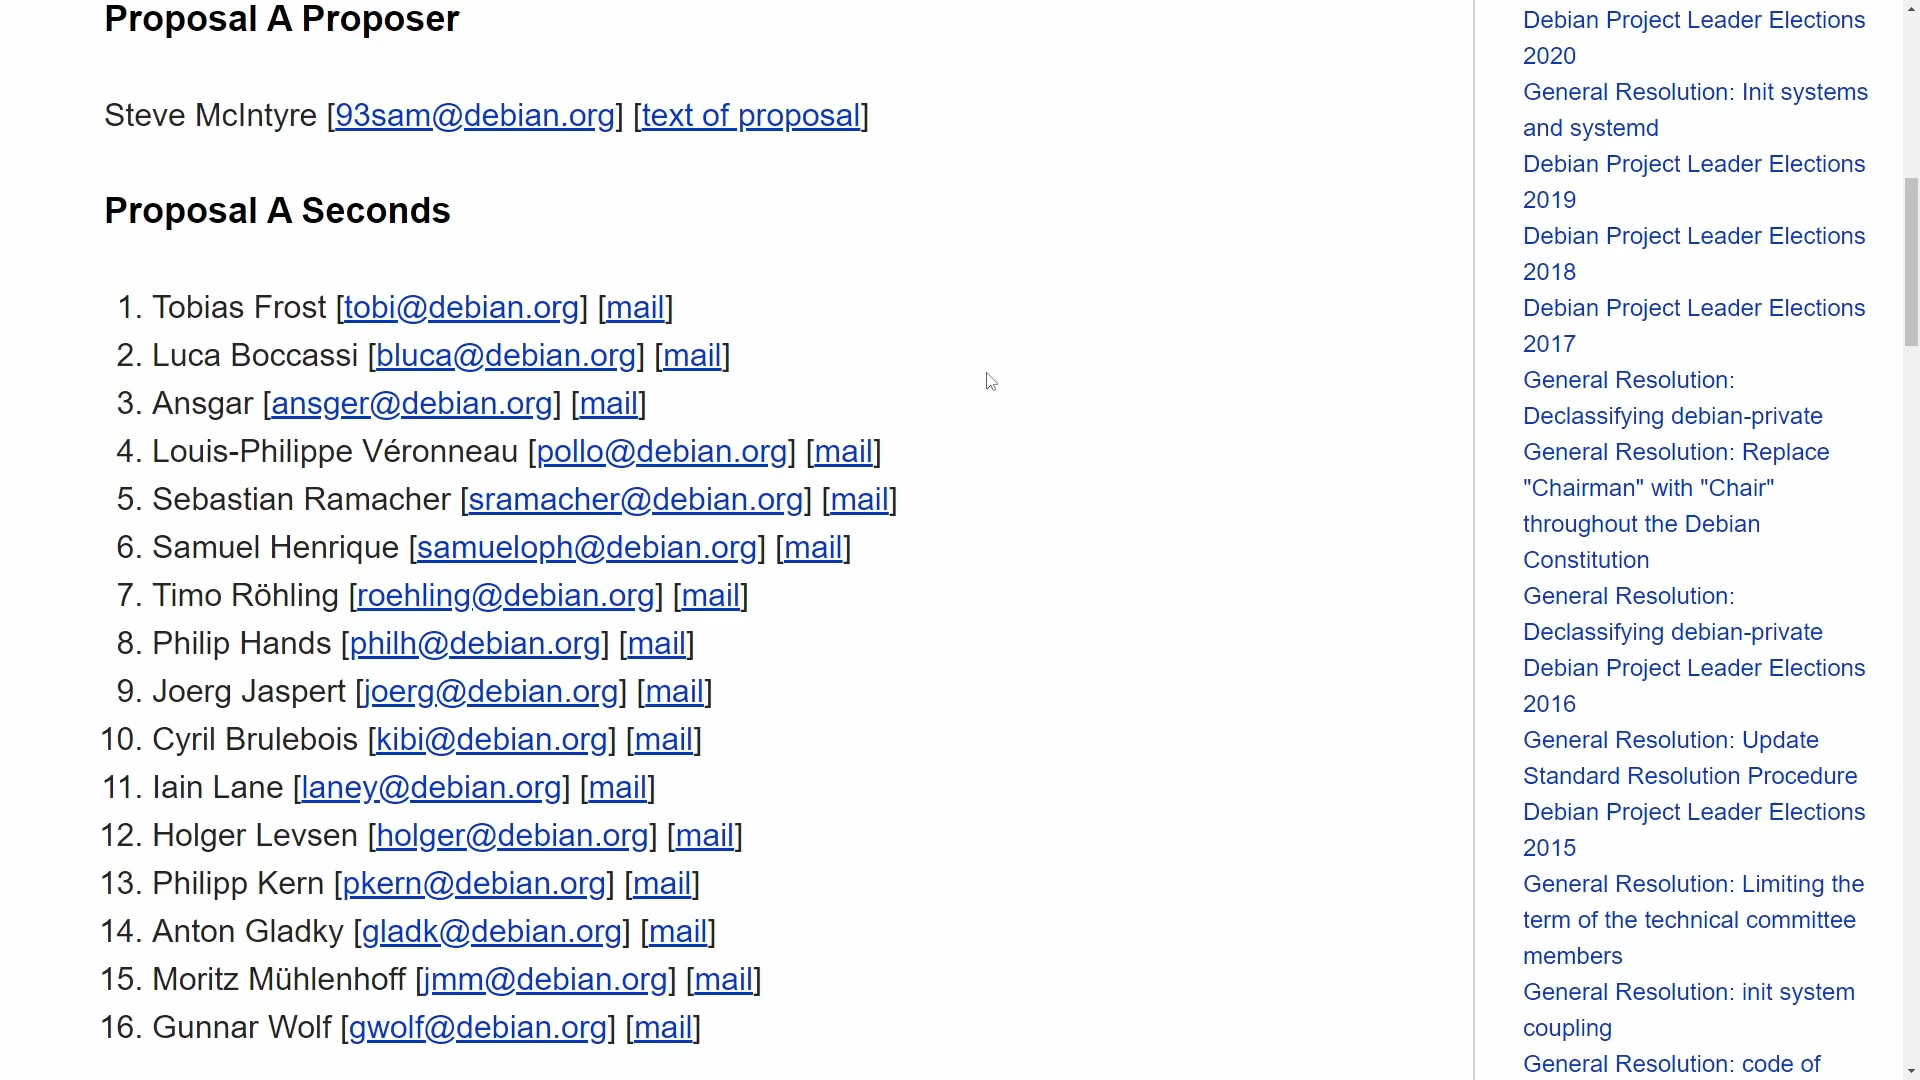 Proposal A Proposer
Steve McIntyre [93sam@debian.org] [text of proposal]
Proposal A Seconds
1. Tobias Frost [tobi@debian.org] [mail]
2. Luca Boccassi [bluca@debian.org] [mail]
3. Ansgar [ansger@debian.org] [mail]
4. Louis-Philippe Véronneau [pollo@debian.org] [mail]
5. Sebastian Ramacher [sramacher@debian.org] [mail]
6. Samuel Henrique [samueloph@debian.org] [mail]
7. Timo Röhling [roehling@debian.org] [mail]
8. Philip Hands [philh@debian.org] [mail]
9. Joerg Jaspert [joerg@debian.org] [mail]
10. Cyril Brulebois [kibi@debian.org] [mail]
11. Iain Lane [laney@debian.org] [mail]
12. Holger Levsen [holger@debian.org] [mail]
13. Philipp Kern [pkern@debian.org] [mail]
14. Anton Gladky [gladk@debian.org] [mail]
15. Moritz Mühlenhoff [jmm@debian.org] [mail]
16. Gunnar Wolf [gwolf@debian.org] [mail]
Debian Project Leader Elections
2020
General Resolution: Init systems
and systemd
Debian Project Leader Elections
2019
Debian Project Leader Elections
2018
Debian Project Leader Elections
2017
General Resolution:
Declassifying debian-private
General Resolution: Replace
"Chairman" with "Chair"
throughout the Debian
Constitution
General Resolution:
Declassifying debian-private
Debian Project Leader Elections
2016
General Resolution: Update
Standard Resolution Procedure
Debian Project Leader Elections
2015
General Resolution: Limiting the
term of the technical committee
members
General Resolution: init system
coupling
General Resolution: code of